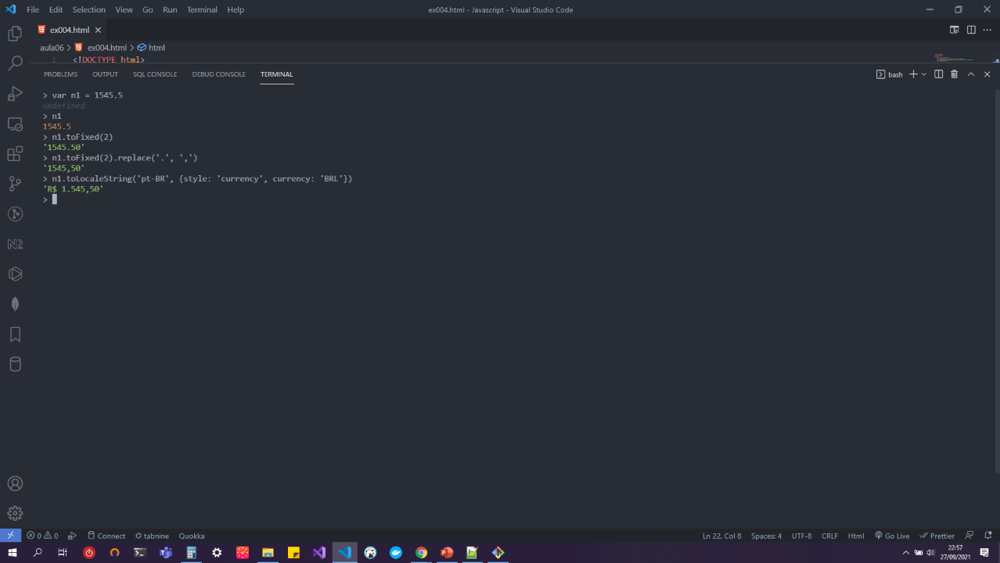 File Edit Selection View Go Run Terminal Help ex004.html - Javascript - Visual Studio Code
ex004.html
aula06 > ex004.html > html
1 <!DOCTYPE html>
PROBLEMS OUTPUT SQL CONSOLE DEBUG CONSOLE TERMINAL bash
> var n1 = 1545.5
undefined
> n1
1545.5
> n1.toFixed(2)
'1545.50'
> n1.toFixed(2).replace('.', ',')
'1545,50'
> n1.toLocaleString('pt-BR', {style: 'currency', currency: 'BRL'})
'R$ 1.545,50'
>
0 0 Connect tabnine Quokka Ln 22, Col 8 Spaces: 4 UTF-8 CRLF Html Go Live Prettier
22:57
27/09/2021